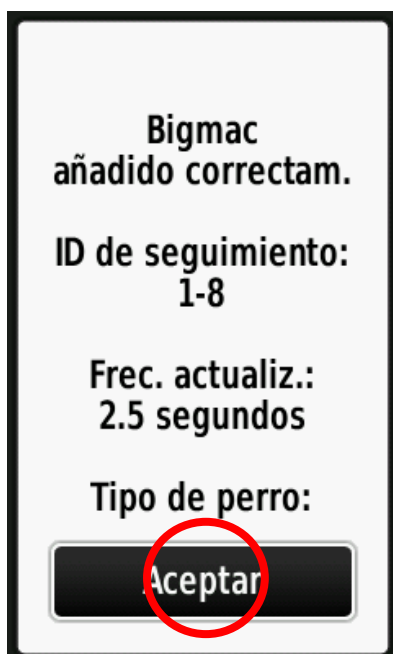 Bigmac
añadido correctam.
ID de seguimiento:
1-8
Frec. actualiz.:
2.5 segundos
Tipo de perro:
Aceptar